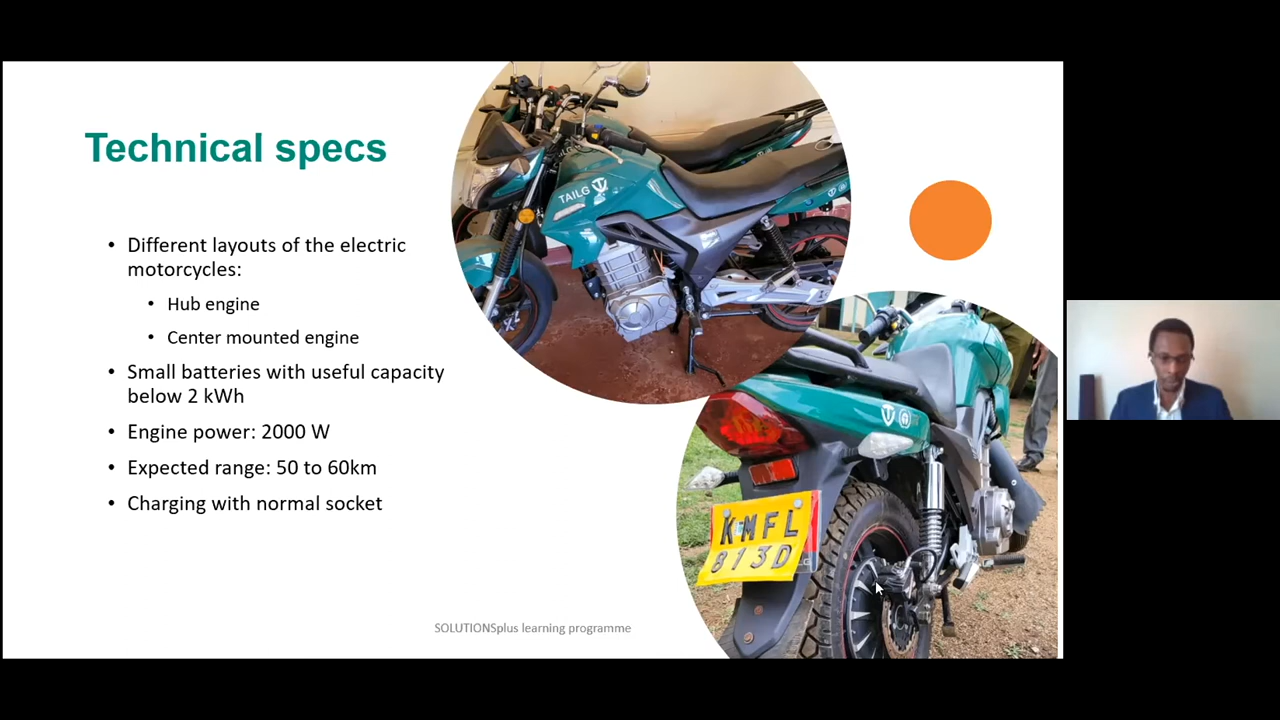 Technical specs
• Different layouts of the electric
motorcycles:
• Hub engine
• Center mounted engine
• Small batteries with useful capacity
below 2 kWh
• Engine power: 2000 W
• Expected range: 50 to 60km
• Charging with normal socket
SOLUTIONSplus learning programme
TAILG
KMFL
813D